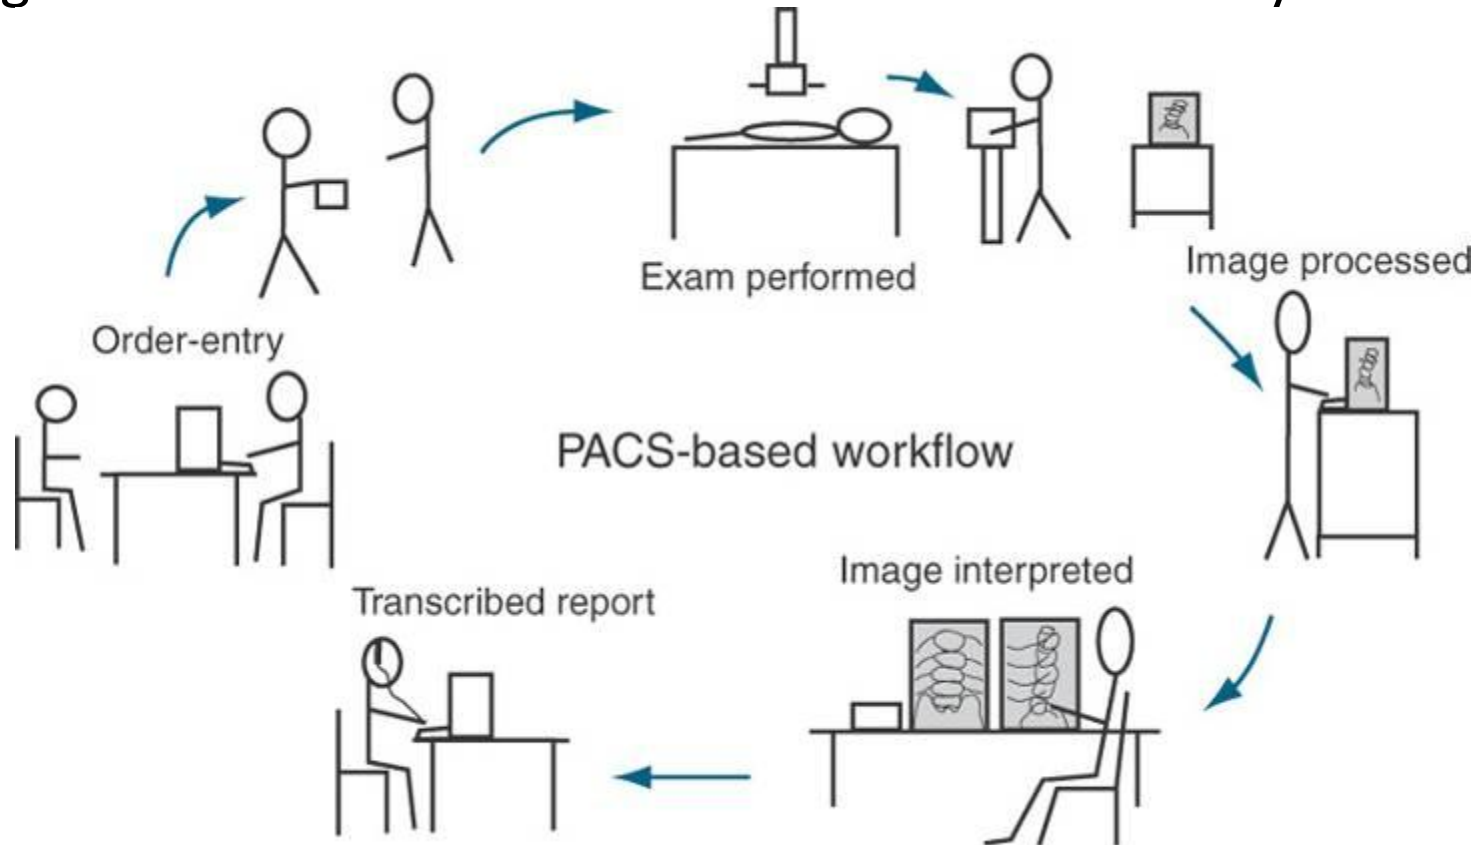 Order-entry
Exam performed
Image processed
PACS-based workflow
Image interpreted
Transcribed report